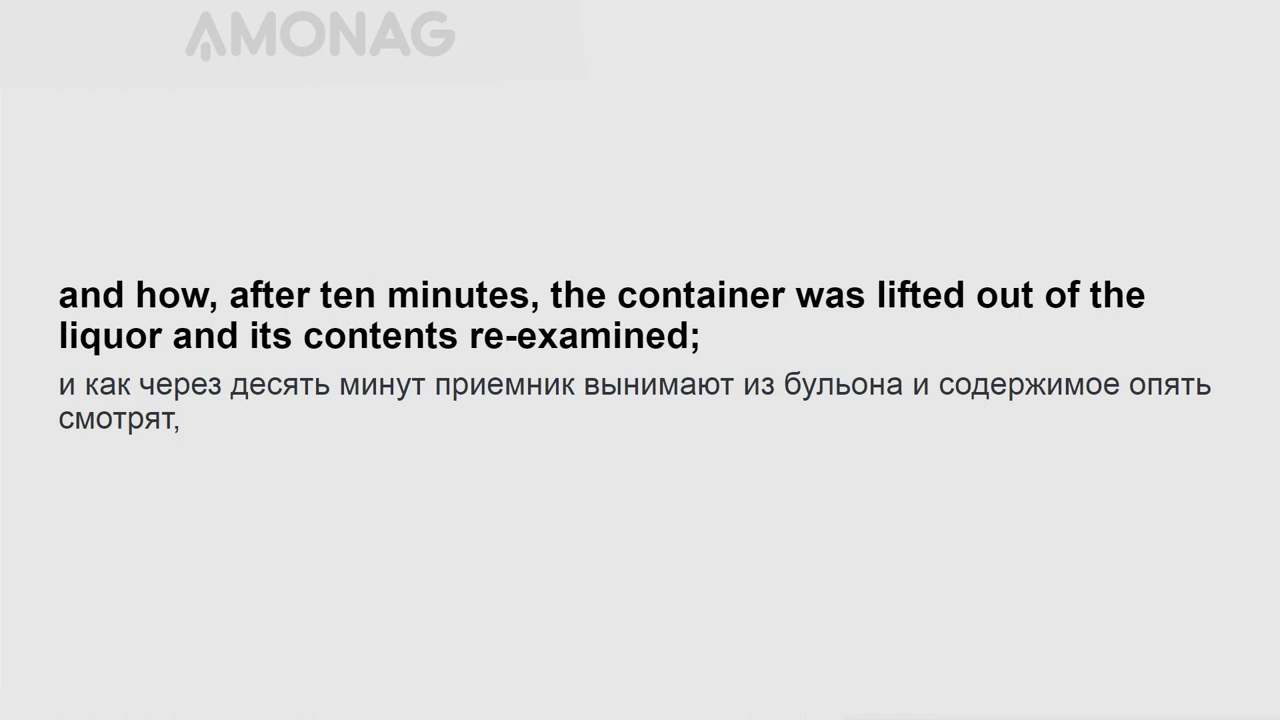 AMONAG
and how, after ten minutes, the container was lifted out of the
liquor and its contents re-examined;
и как через десять минут приемник вынимают из бульона и содержимое опять
смотрят,